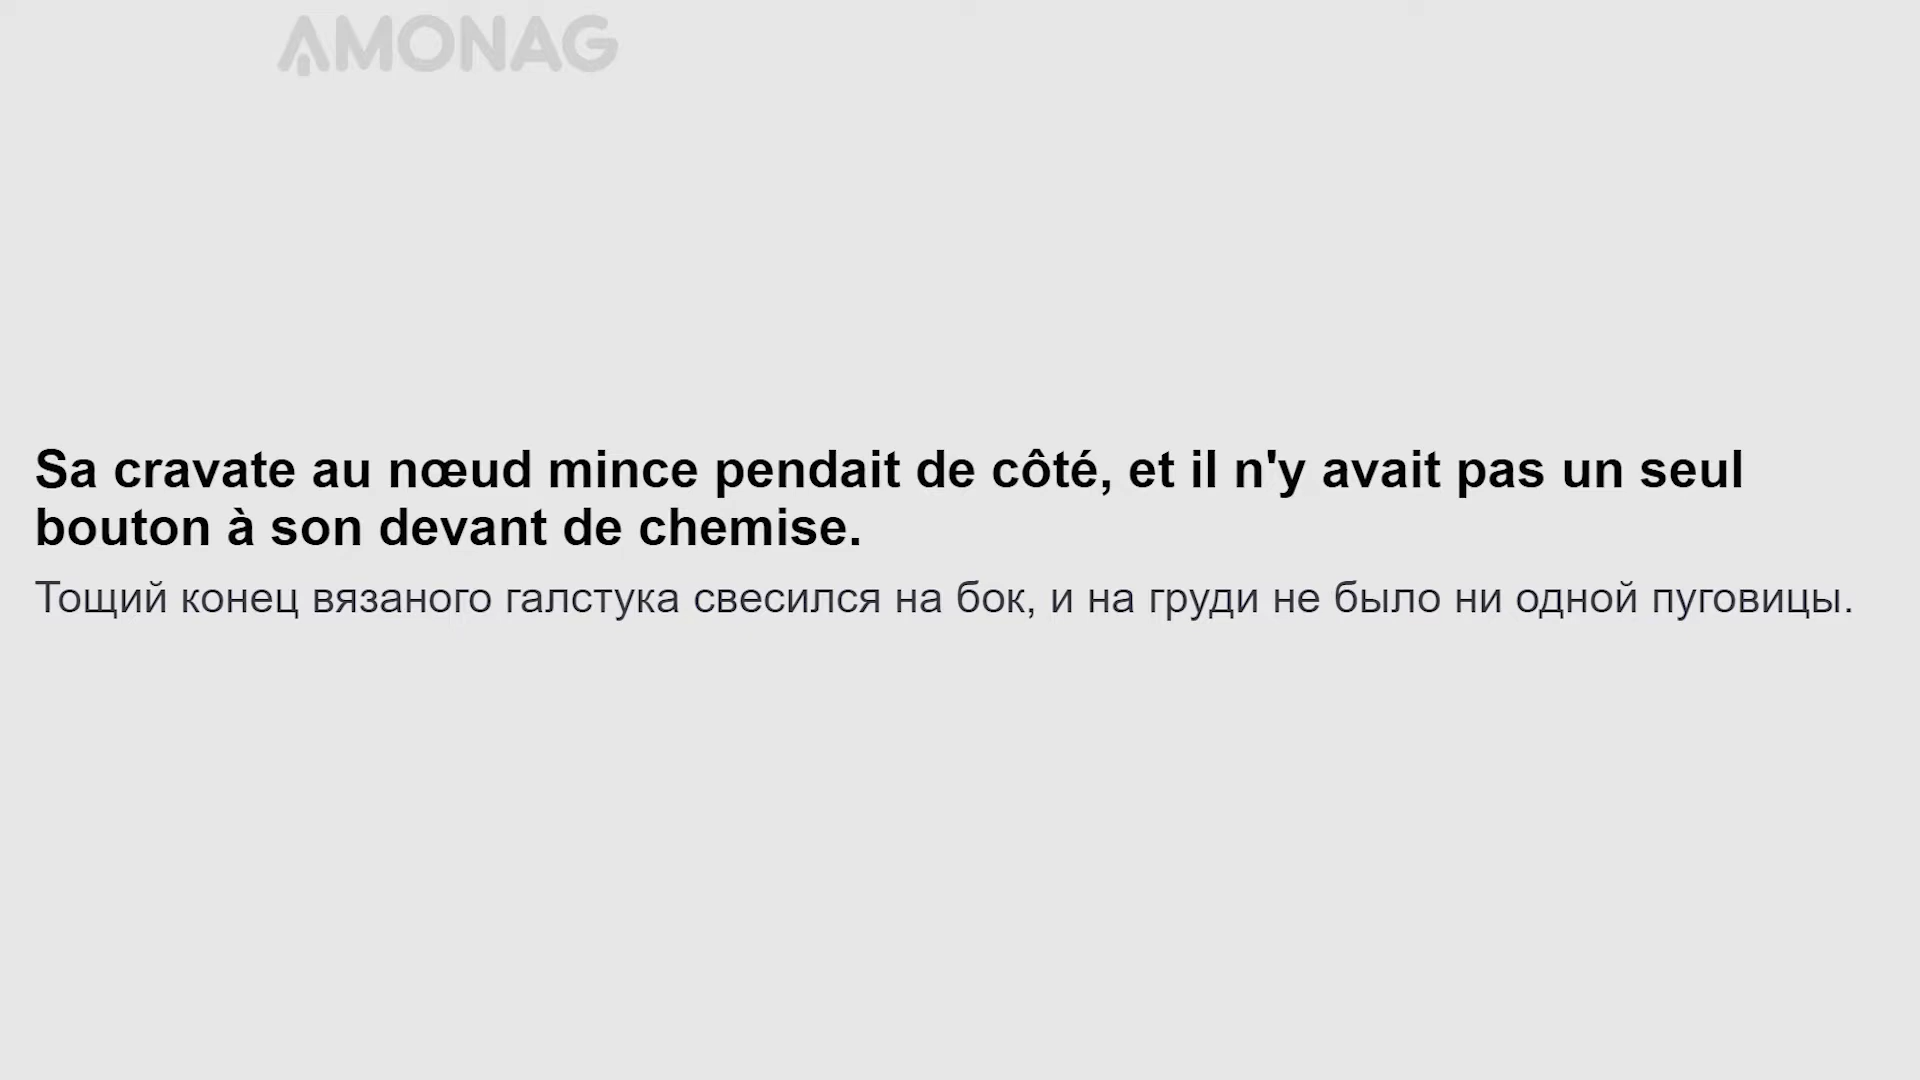 AMONAG
Sa cravate au nœud mince pendait de côté, et il n'y avait pas un seul
bouton à son devant de chemise.
Тощий конец вязаного галстука свесился на бок, и на груди не было ни одной пуговицы.